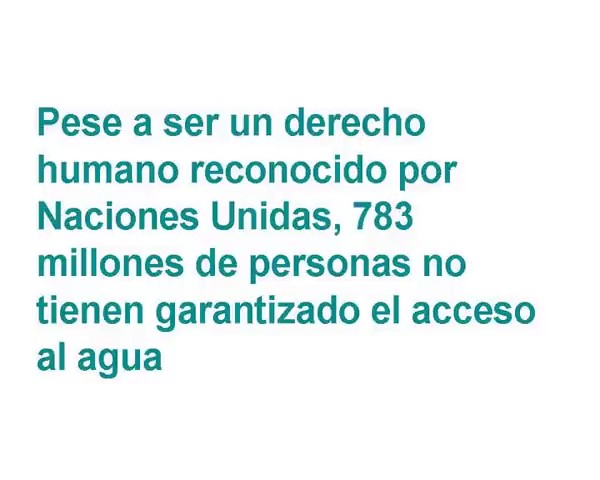 Pese a ser un derecho
humano reconocido por
Naciones Unidas, 783
millones de personas no
tienen garantizado el acceso
al agua